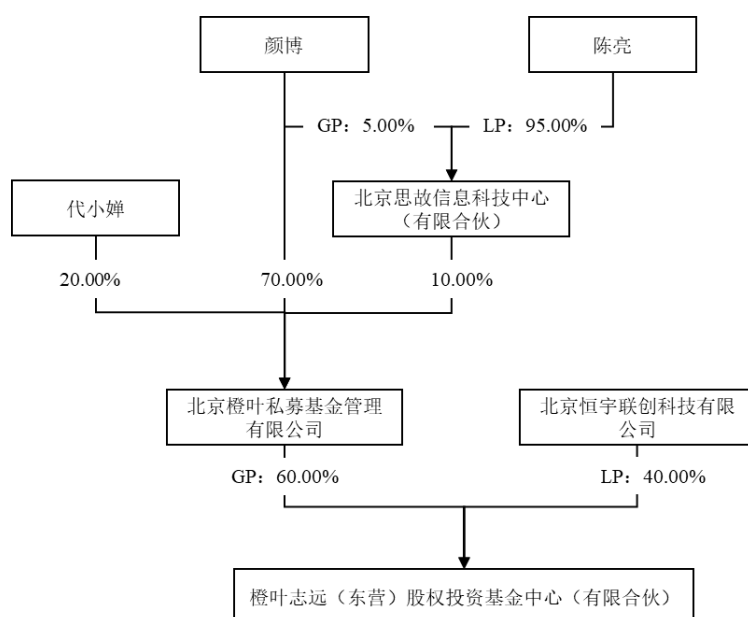 颜博
陈亮
GP：5.00%
LP：95.00%
代小婵
北京思故信息科技中心
（有限合伙）
20.00%
70.00%
10.00%
北京橙叶私募基金管理
有限公司
北京恒宇联创科技有限
公司
GP：60.00%
LP：40.00%
橙叶志远（东营）股权投资基金中心（有限合伙）